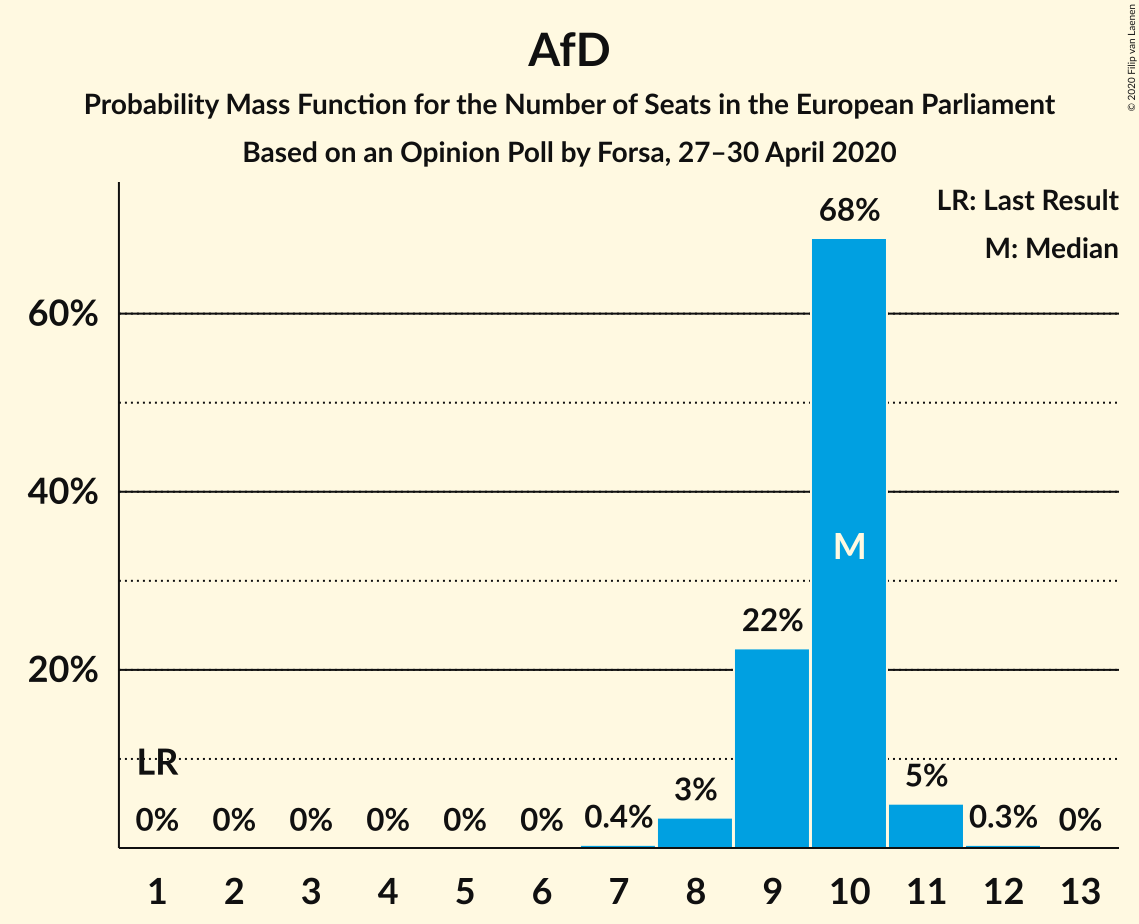 AfD
Probability Mass Function for the Number of Seats in the European Parliament
Based on an Opinion Poll by Forsa, 27–30 April 2020
© 2020 Filip van Laenen
LR: Last Result
M: Median
68%
60%
40%
M
22%
20%
LR
0% 0% 0% 0% 0% 0% 0.4% 3% 5% 0.3% 0%
1 2 3 4 5 6 7 8 9 10 11 12 13